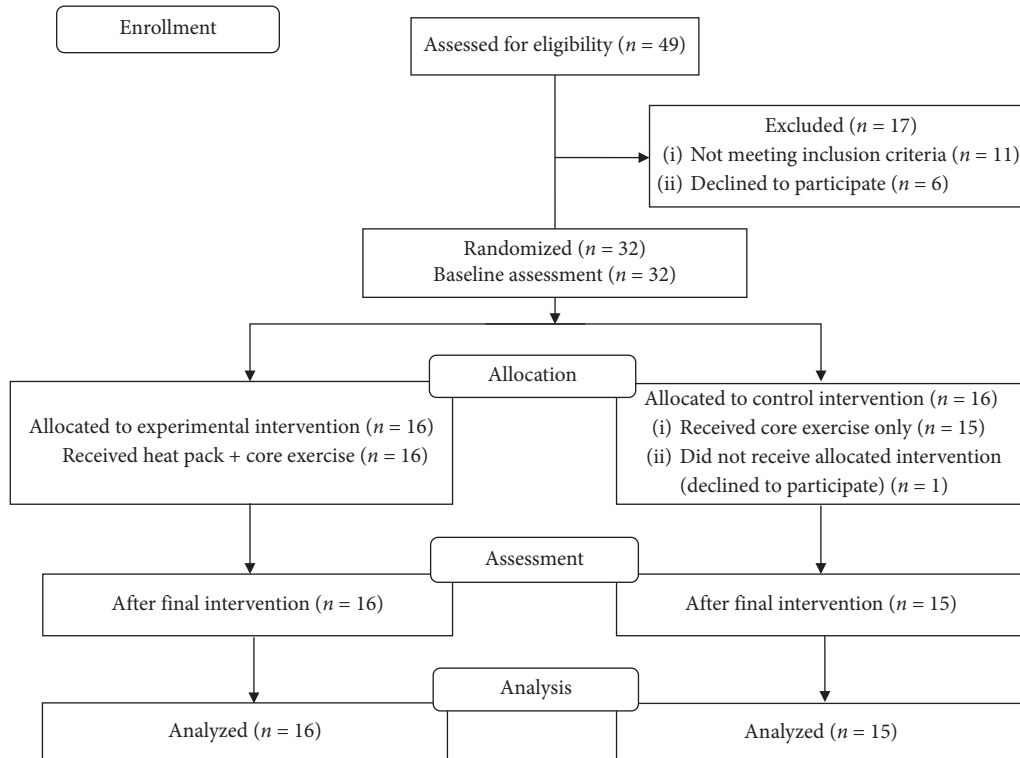 Enrollment
Assessed for eligibility (n = 49)
Excluded (n = 17)
(i) Not meeting inclusion criteria (n = 11)
(ii) Declined to participate (n = 6)
Randomized (n = 32)
Baseline assessment (n = 32)
Allocation
Allocated to experimental intervention (n = 16)
Received heat pack + core exercise (n = 16)
Allocated to control intervention (n = 16)
(i) Received core exercise only (n = 15)
(ii) Did not receive allocated intervention
(declined to participate) (n = 1)
Assessment
After final intervention (n = 16)
After final intervention (n = 15)
Analysis
Analyzed (n = 16)
Analyzed (n = 15)